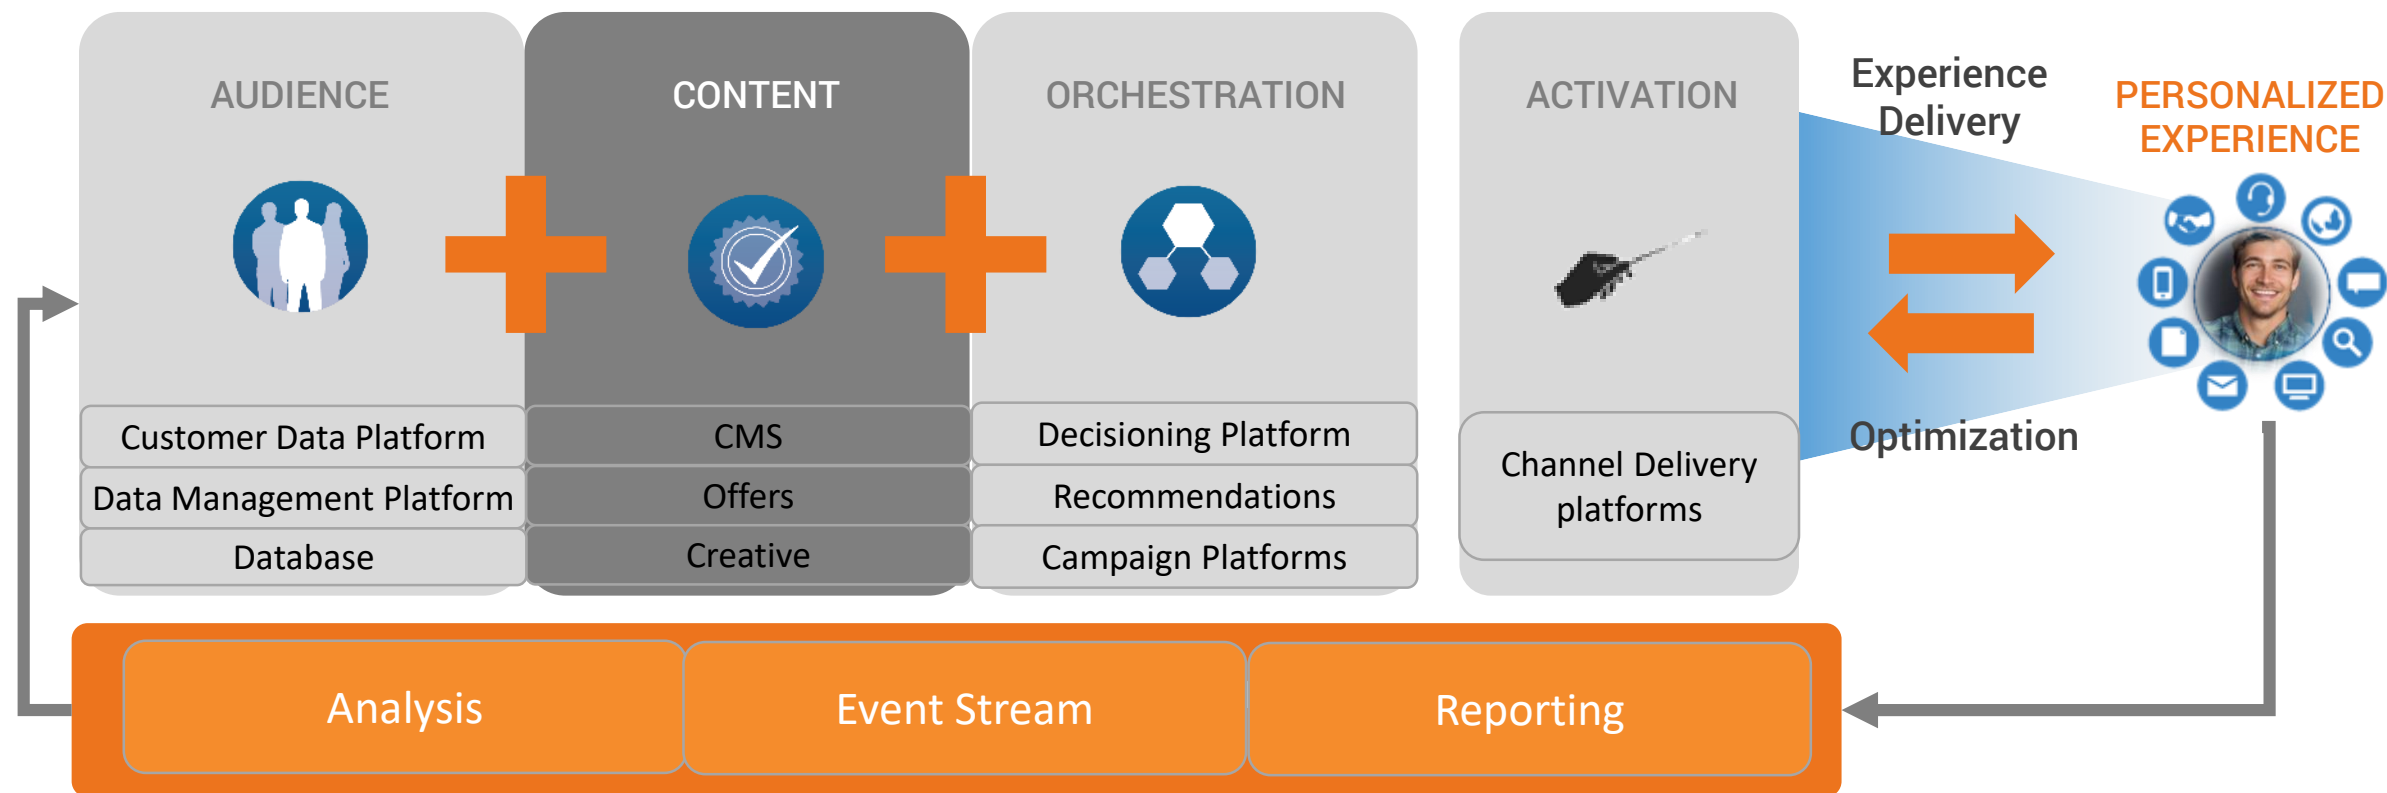 AUDIENCE
CONTENT
ORCHESTRATION
ACTIVATION
Experience
Delivery
PERSONALIZED
EXPERIENCE
Customer Data Platform
Data Management Platform
Database
CMS
Offers
Creative
Decisioning Platform
Recommendations
Campaign Platforms
Channel Delivery
platforms
Optimization
Analysis
Event Stream
Reporting